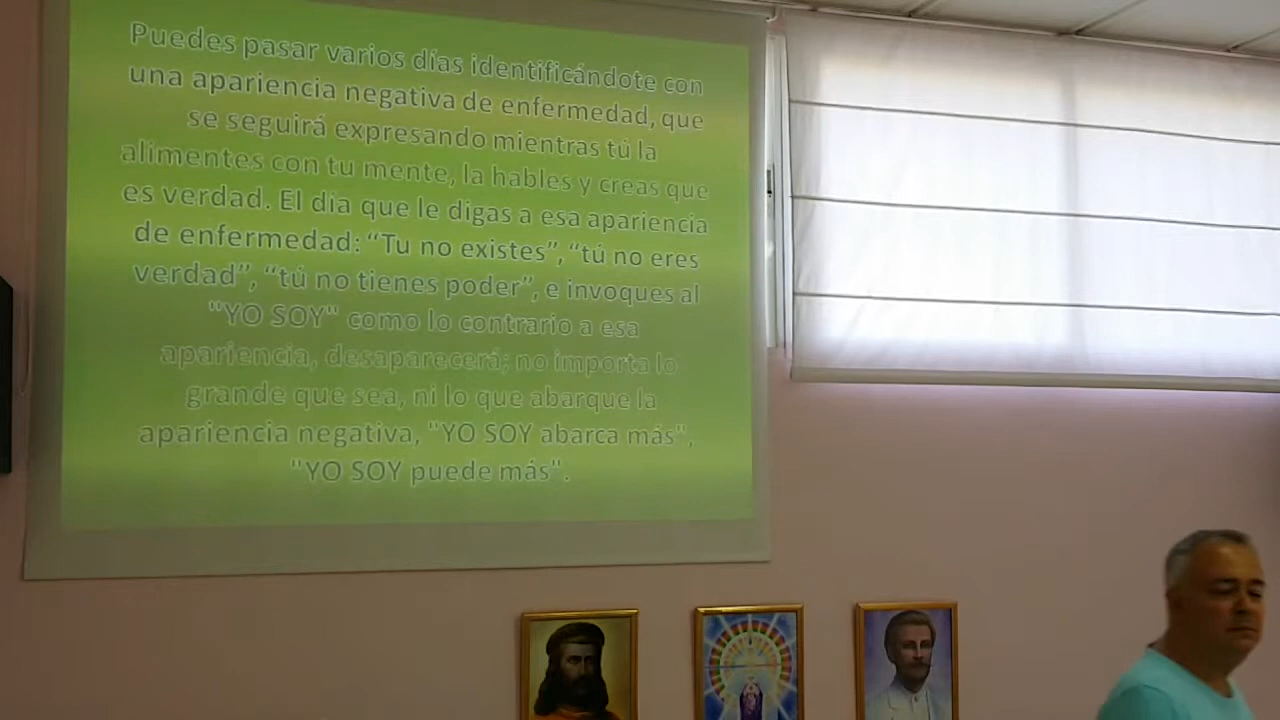 Puedes pasar varios días identificándote con
una apariencia negativa de enfermedad, que
se seguirá expresando mientras tú la
alimentes con tu mente, la hables y creas que
es verdad. El dia que le digas a esa apariencia
de enfermedad: “Tu no existes”, “tú no eres
verdad”, “tú no tienes poder”, e invoques al
"YO SOY" como lo contrario a esa
apariencia, desaparecerá; no importa lo
grande que sea, ni lo que abarque la
apariencia negativa, "YO SOY abarca más",
"YO SOY puede más".